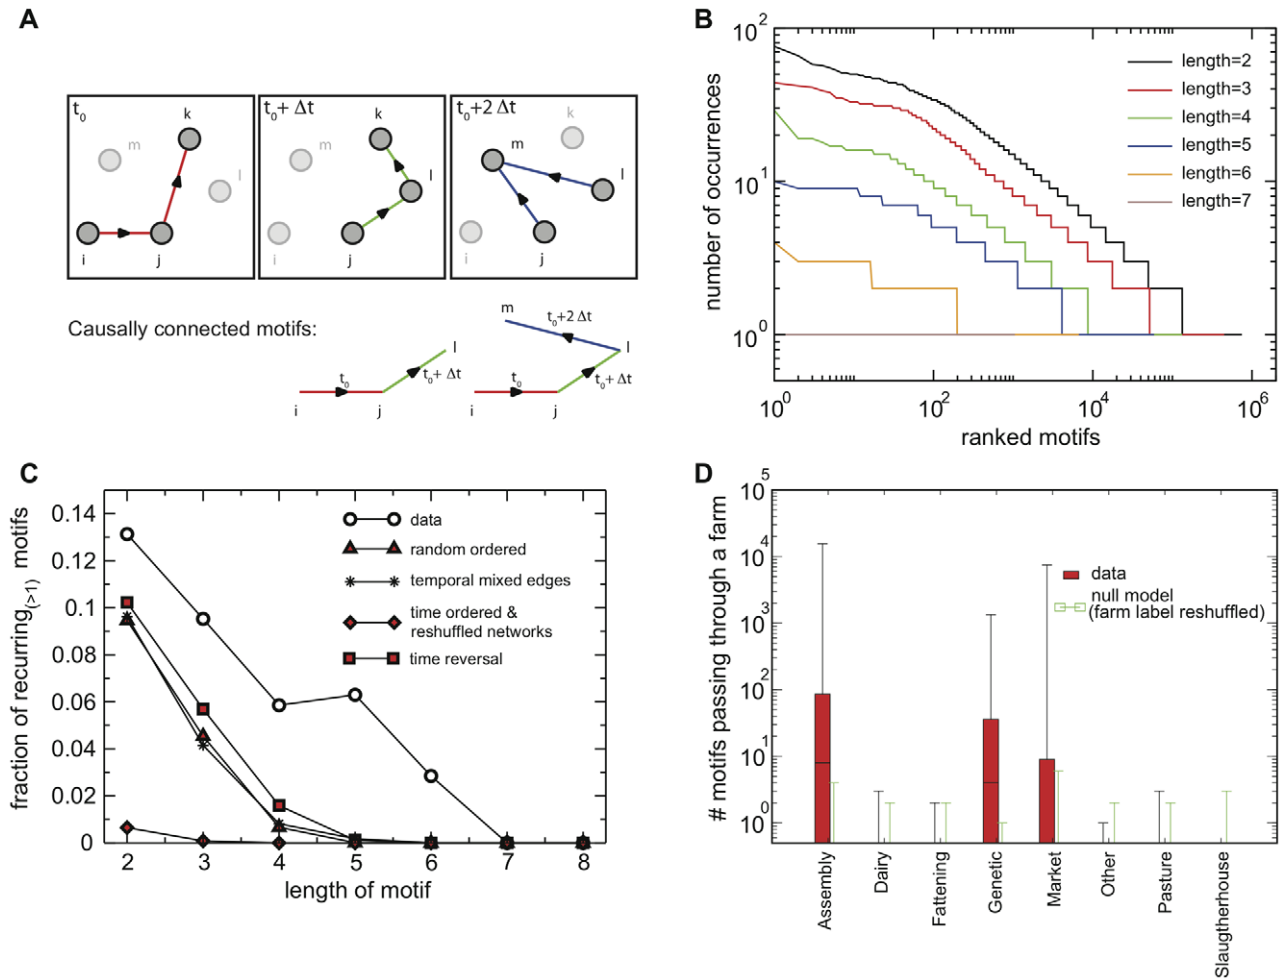 A
t0
k
m
l
i
j
t0+ Δt
k
m
l
i
j
t0+2 Δt
k
m
l
i
j
Causally connected motifs:
t0
t0+ Δt
i
j
l
m
t0+2 Δt
l
t0
t0+ Δt
i
j
B
number of occurrences
10^2
10^1
10^0
10^0
10^2
10^4
10^6
ranked motifs
length=2
length=3
length=4
length=5
length=6
length=7
C
fraction of recurring(>1) motifs
0.14
0.12
0.1
0.08
0.06
0.04
0.02
0
2
3
4
5
6
7
8
length of motif
data
random ordered
temporal mixed edges
time ordered &
reshuffled networks
time reversal
D
# motifs passing through a farm
10^5
10^4
10^3
10^2
10^1
10^0
10^0
data
null model
(farm label reshuffled)
Assembly
Dairy
Fattening
Genetic
Market
Other
Pasture
Slaugtherhouse